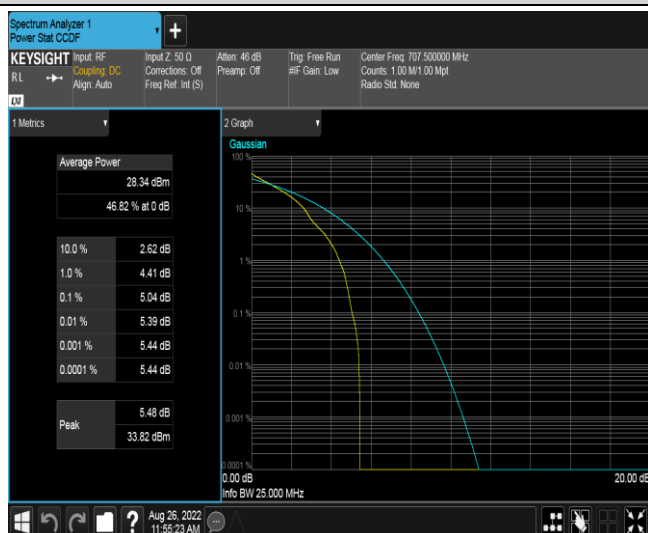 Spectrum Analyzer 1
Power Stat CCDF
+
KEYSIGHT
RL
LXI
Input: RF
Coupling: DC
Align: Auto
Input Z: 50 Ω
Corrections: Off
Freq Ref: Int (S)
Atten: 46 dB
Preamp: Off
Trig: Free Run
#IF Gain: Low
Center Freq: 707.500000 MHz
Counts: 1.00 M/1.00 Mpt
Radio Std: None
1 Metrics
Average Power
28.34 dBm
46.82 % at 0 dB
10.0 % 2.62 dB
1.0 % 4.41 dB
0.1 % 5.04 dB
0.01 % 5.39 dB
0.001 % 5.44 dB
0.0001 % 5.44 dB
Peak
5.48 dB
33.82 dBm
2 Graph
Gaussian
100 %
10 %
1 %
0.1 %
0.01 %
0.001 %
0.0001 %
0.00 dB
20.00 dB
Info BW 25.000 MHz
?
Aug 26, 2022
11:55:23 AM